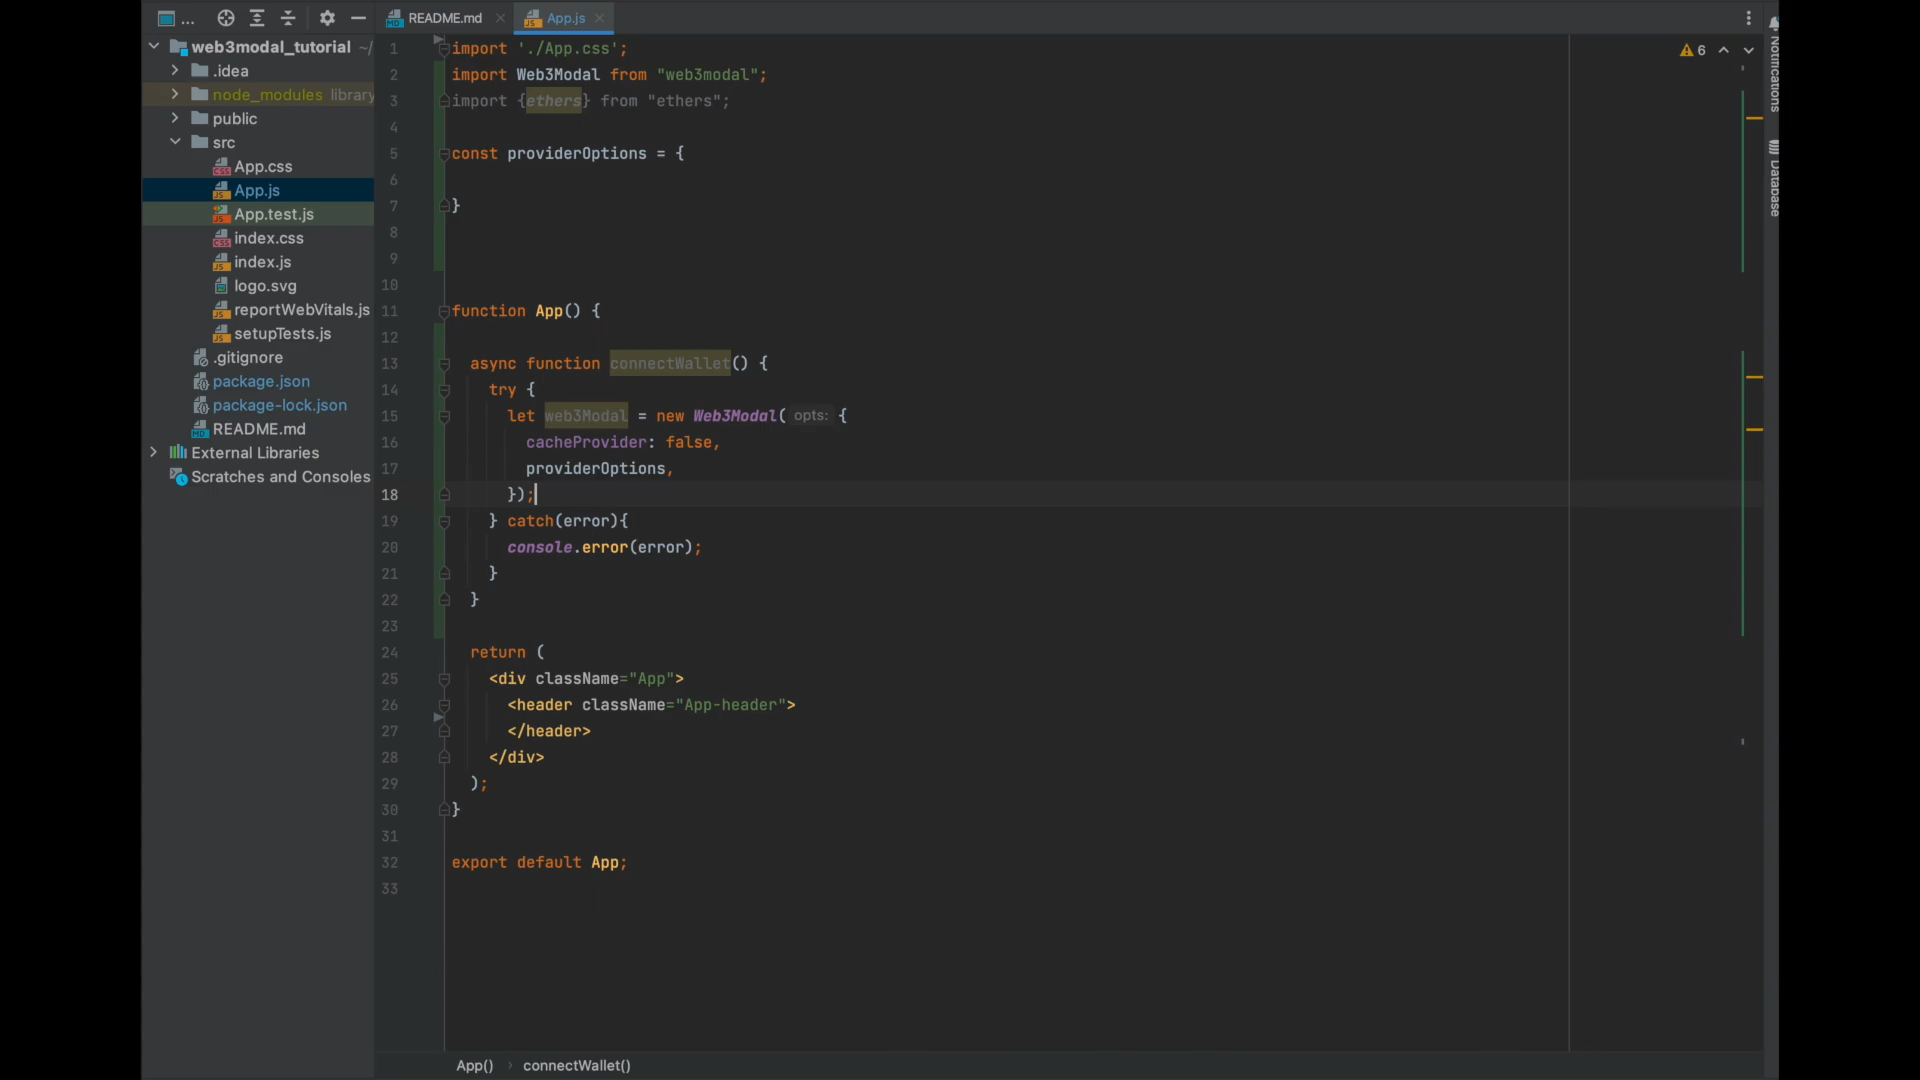 ...
README.md
App.js
6
Notifications
Database
web3modal_tutorial ~/
.idea
node_modules library
public
src
App.css
App.js
App.test.js
index.css
index.js
logo.svg
reportWebVitals.js
setupTests.js
.gitignore
package.json
package-lock.json
README.md
External Libraries
Scratches and Consoles
1 import './App.css';
2 import Web3Modal from "web3modal";
3 import {ethers} from "ethers";
4
5 const providerOptions = {
6
7 }
8
9
10
11 function App() {
12
13 async function connectWallet() {
14 try {
15 let web3Modal = new Web3Modal( opts: {
16 cacheProvider: false,
17 providerOptions,
18 });
19 } catch(error){
20 console.error(error);
21 }
22 }
23
24 return (
25 <div className="App">
26 <header className="App-header">
27 </header>
28 </div>
29 );
30 }
31
32 export default App;
33
App() › connectWallet()